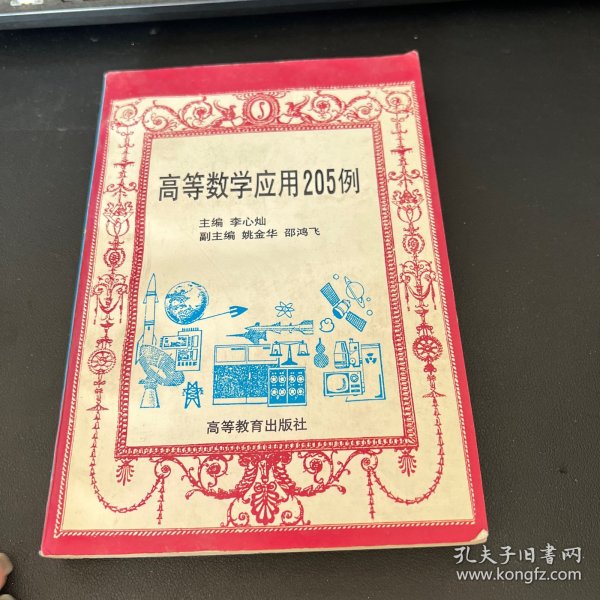 高等数学应用205例
主编 李心灿
副主编 姚金华 邵鸿飞
高等教育出版社
孔夫子旧书网
www.kongfz.com